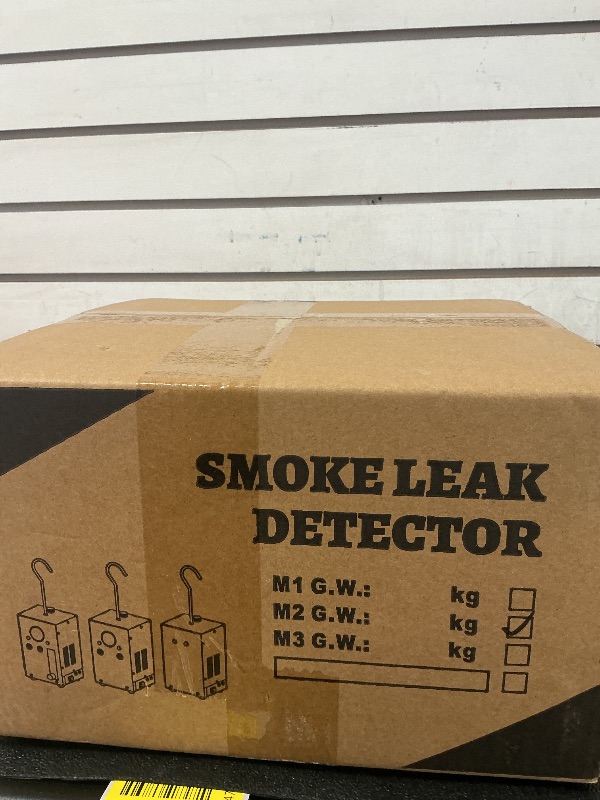 SMOKE LEAK
DETECTOR
M1 G.W.: kg
M2 G.W.: kg
M3 G.W.: kg